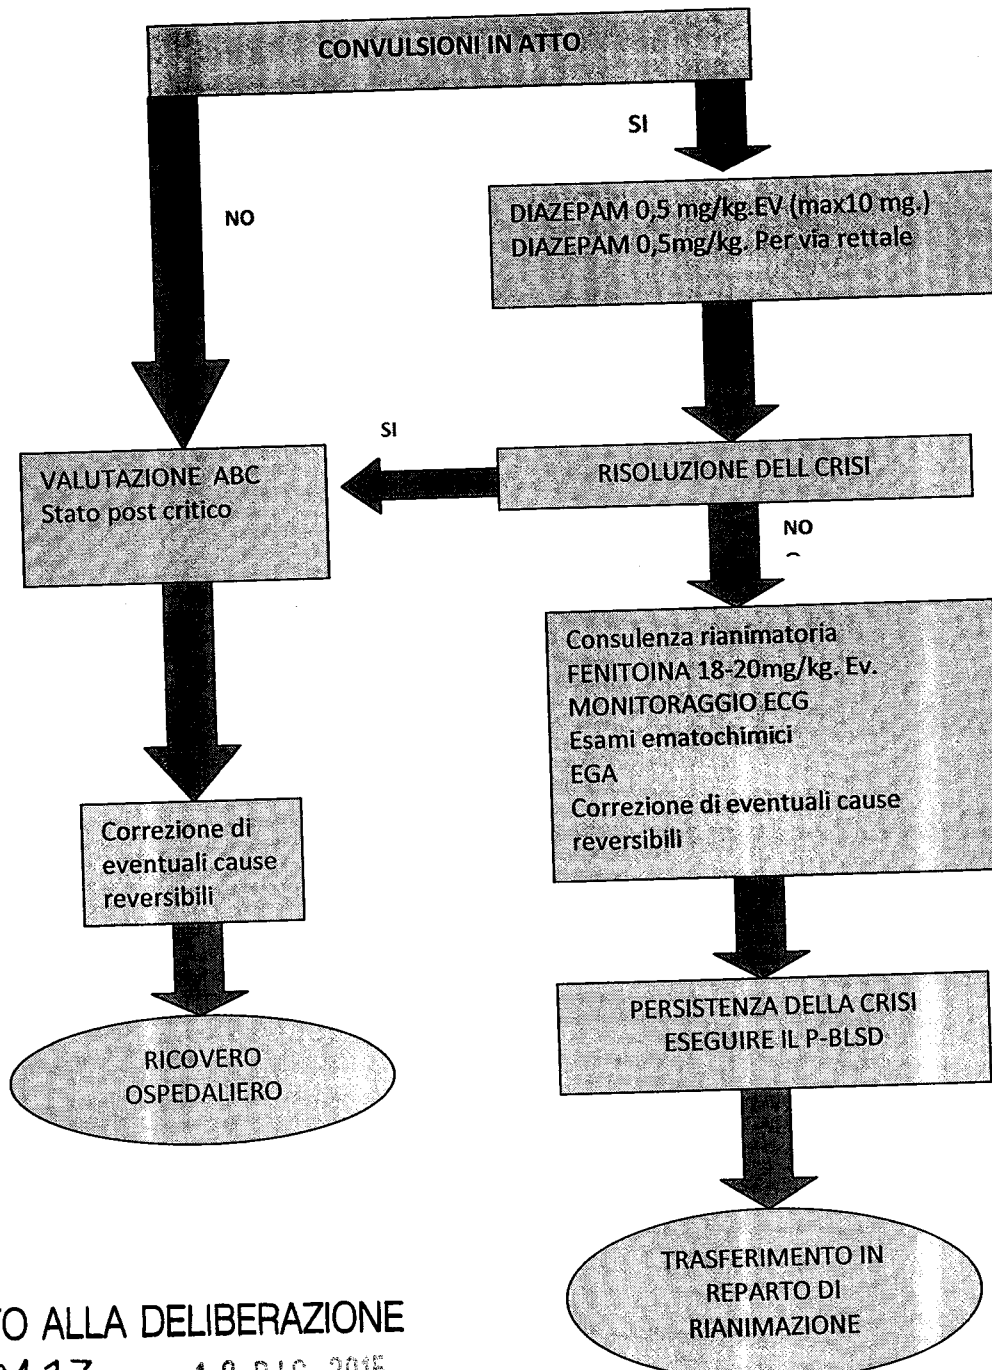 CONVULSIONI IN ATTO
SI
NO
DIAZEPAM 0,5 mg/kg.EV (max10 mg.)
DIAZEPAM 0,5mg/kg. Per via rettale
SI
RISOLUZIONE DELL CRISI
VALUTAZIONE ABC
Stato post critico
NO
Consulenza rianimatoria
FENITOINA 18-20mg/kg. Ev.
MONITORAGGIO ECG
Esami ematochimici
EGA
Correzione di eventuali cause
reversibili
Correzione di
eventuali cause
reversibili
PERSISTENZA DELLA CRISI
ESEGUIRE IL P-BLSD
RICOVERO
OSPEDALIERO
TRASFERIMENTO IN
REPARTO DI
RIANIMAZIONE
TO ALLA DELIBERAZIONE
DIC. 2015